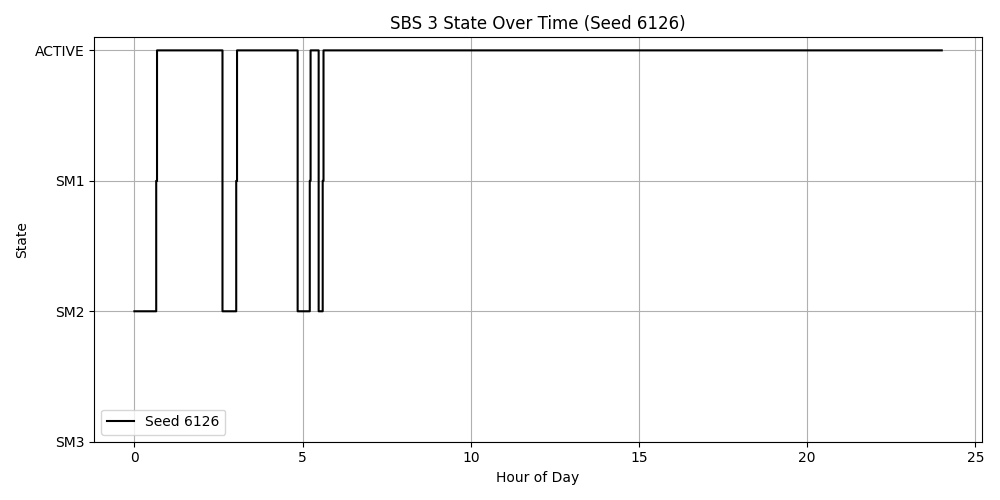 SBS 3 State Over Time (Seed 6126)
ACTIVE
SM1
SM2
SM3
State
Seed 6126
0 5 10 15 20 25
Hour of Day